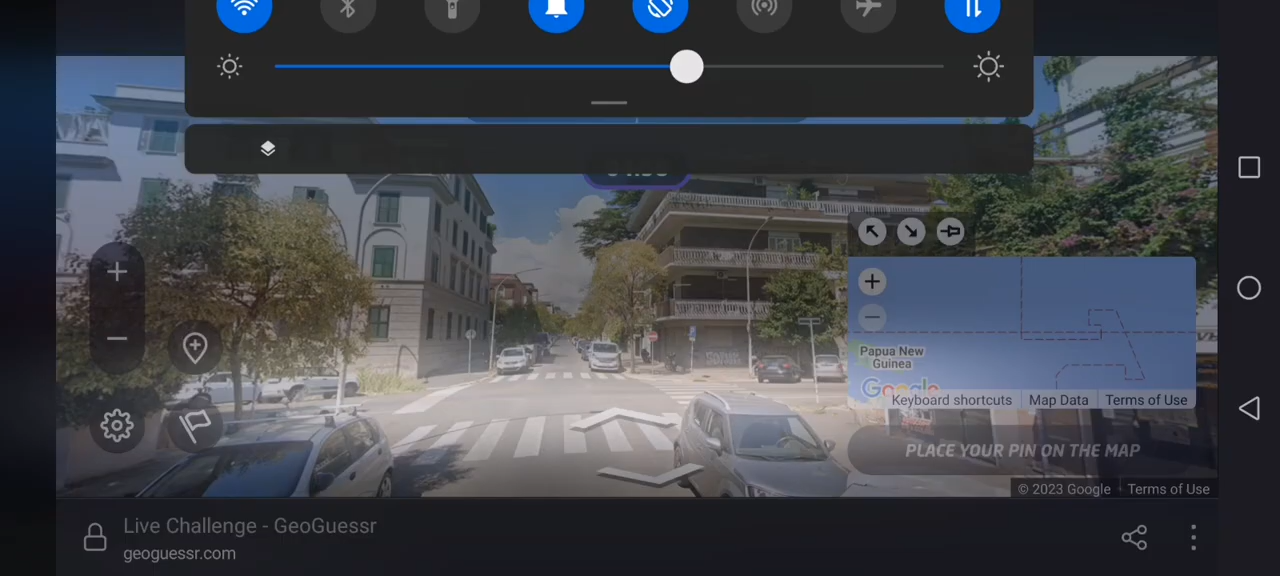 Papua New
Guinea
Google
Keyboard shortcuts
Map Data
Terms of Use
PLACE YOUR PIN ON THE MAP
© 2023 Google
Terms of Use
Live Challenge - GeoGuessr
geoguessr.com